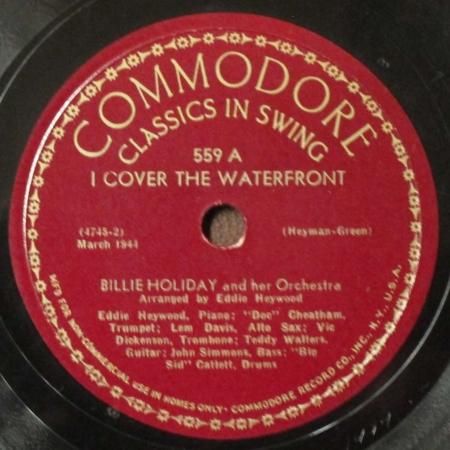 COMMODORE
CLASSICS IN SWING
559 A
I COVER THE WATERFRONT
(4745-2)
March 1944
(Heyman-Green)
BILLIE HOLIDAY and her Orchestra
Arranged by Eddie Heywood
Eddie Heywood, Piano; "Doc" Cheatham,
Trumpet; Lem Davis, Alto Sax; Vic
Dickenson, Trombone; Teddy Walters,
Guitar; John Simmons, Bass; "Big
Sid" Catlett, Drums
MF'D FOR NON-COMMERCIAL USE IN HOMES ONLY • COMMODORE RECORD CO., INC., N.Y., U.S.A.